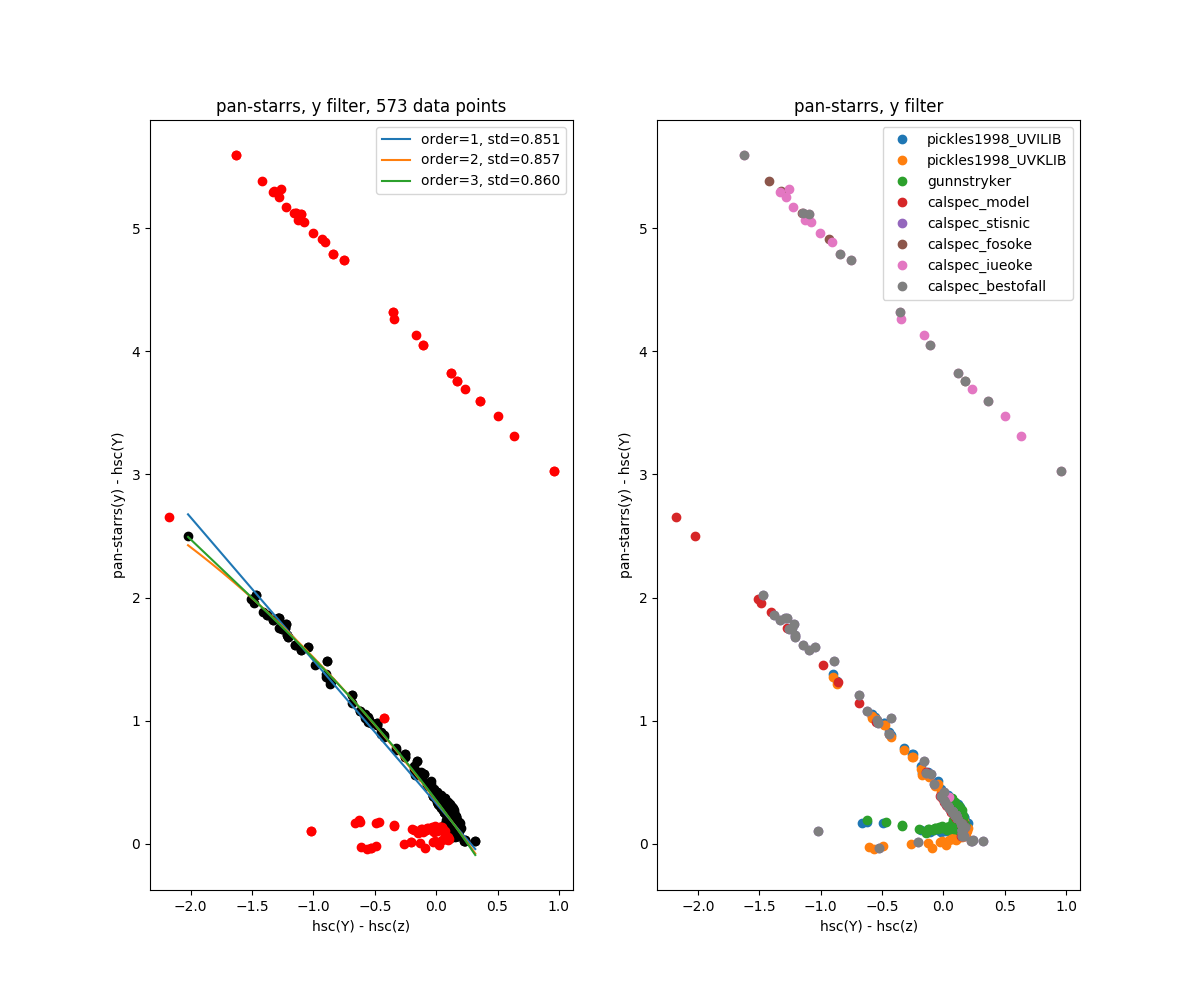 pan-starrs, y filter, 573 data points
order=1, std=0.851
order=2, std=0.857
order=3, std=0.860
pan-starrs(y) - hsc(Y)
5
4
3
2
1
0
−2.0 −1.5 −1.0 −0.5 0.0 0.5 1.0
hsc(Y) - hsc(z)
pan-starrs, y filter
pickles1998_UVILIB
pickles1998_UVKLIB
gunnstryker
calspec_model
calspec_stisnic
calspec_fosoke
calspec_iueoke
calspec_bestofall
pan-starrs(y) - hsc(Y)
5
4
3
2
1
0
−2.0 −1.5 −1.0 −0.5 0.0 0.5 1.0
hsc(Y) - hsc(z)